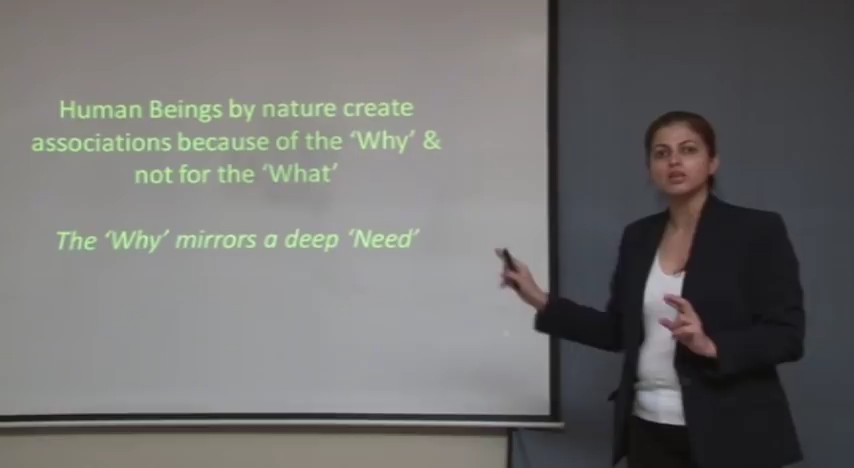 Human Beings by nature create
associations because of the ‘Why’ &
not for the ‘What’
The ‘Why’ mirrors a deep ‘Need’